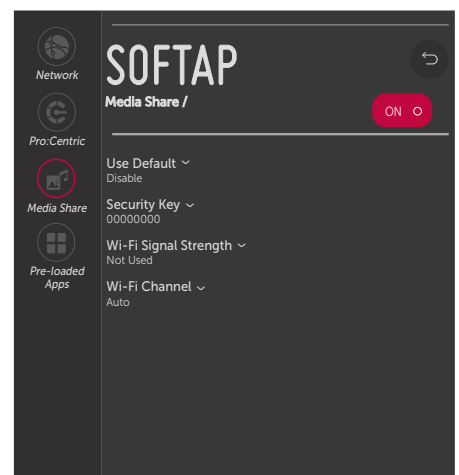 Network
Pro:Centric
Media Share
Pre-loaded
Apps
SOFTAP
Media Share /
ON
Use Default
Disable
Security Key
00000000
Wi-Fi Signal Strength
Not Used
Wi-Fi Channel
Auto